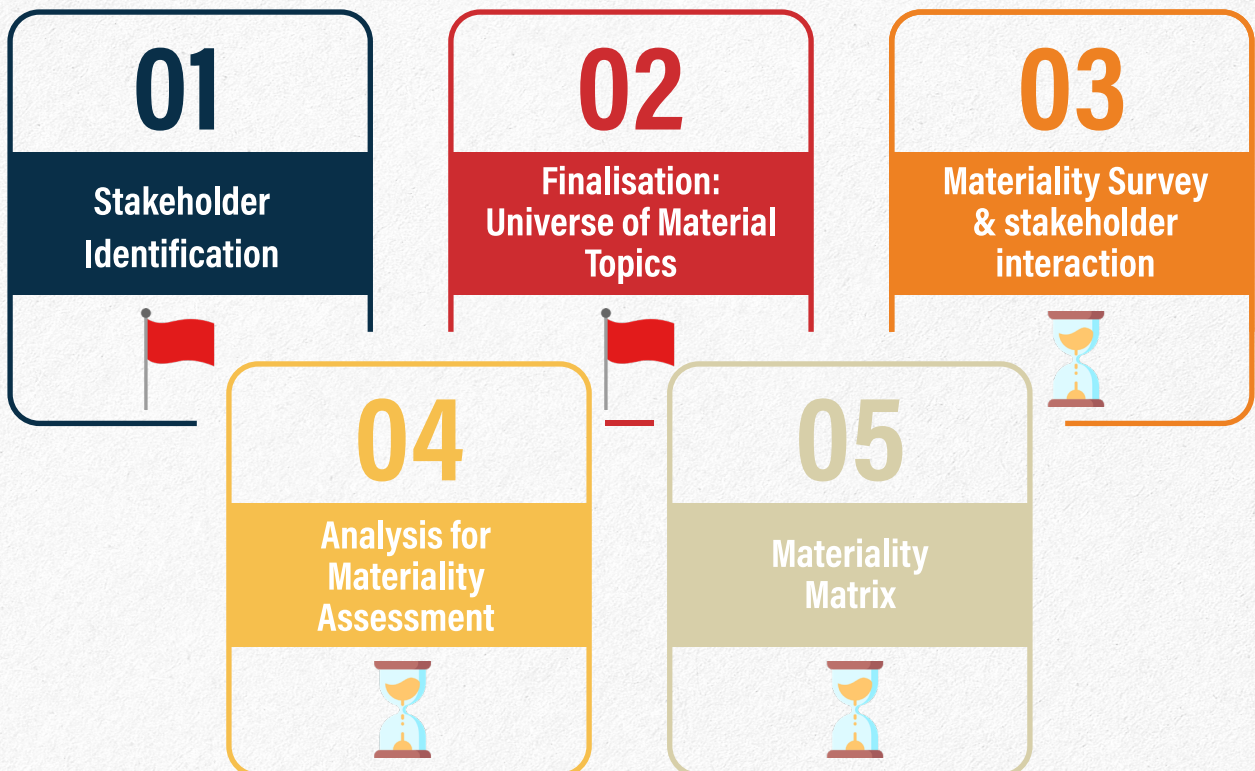 01
Stakeholder
Identification
02
Finalisation:
Universe of Material
Topics
03
Materiality Survey
& stakeholder
interaction
04
Analysis for
Materiality
Assessment
05
Materiality
Matrix